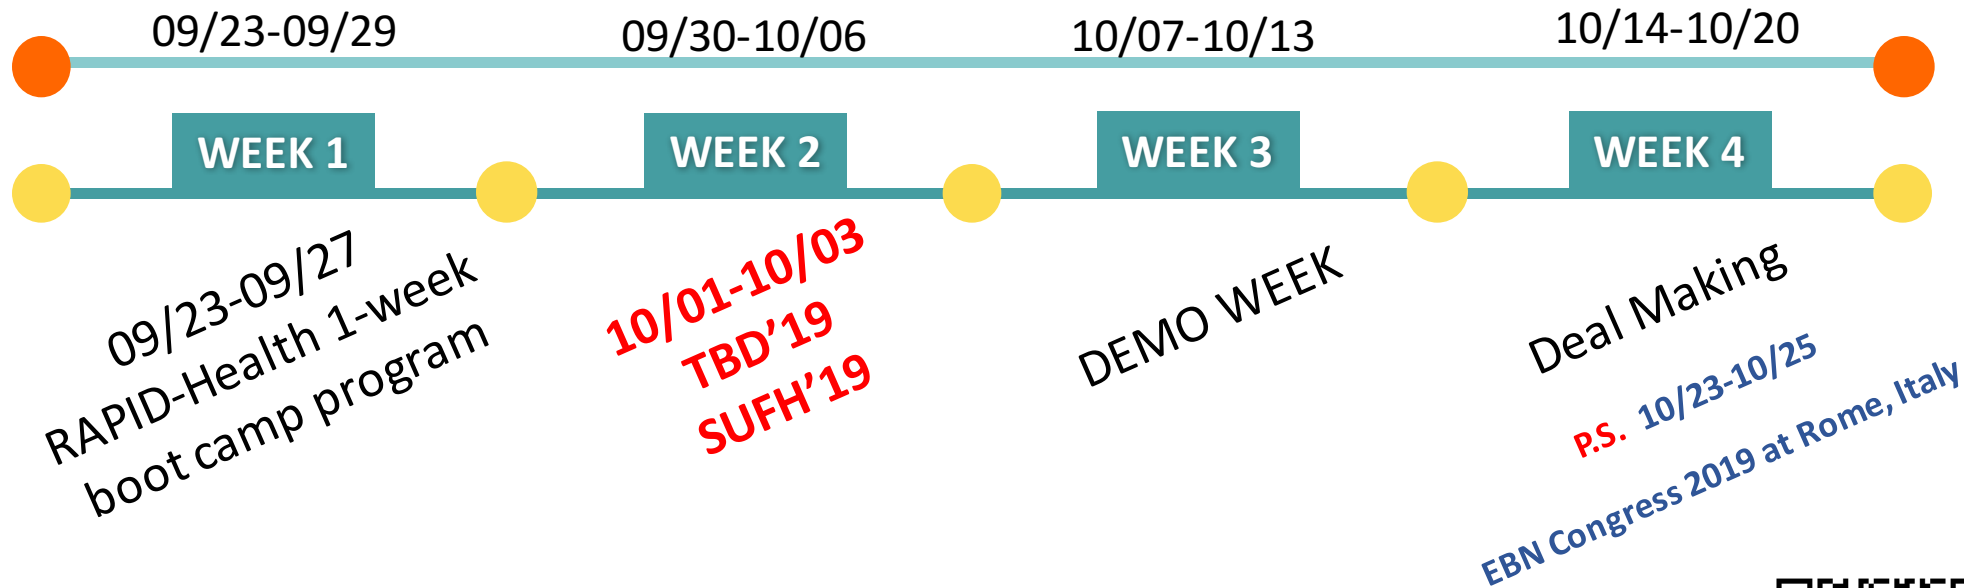 09/23-09/29
09/30-10/06
10/07-10/13
10/14-10/20
WEEK 1
WEEK 2
WEEK 3
WEEK 4
09/23-09/27
RAPID-Health 1-week
boot camp program
10/01-10/03
TBD’19
SUFH’19
DEMO WEEK
Deal Making
P.S. 10/23-10/25
EBN Congress 2019 at Rome, Italy